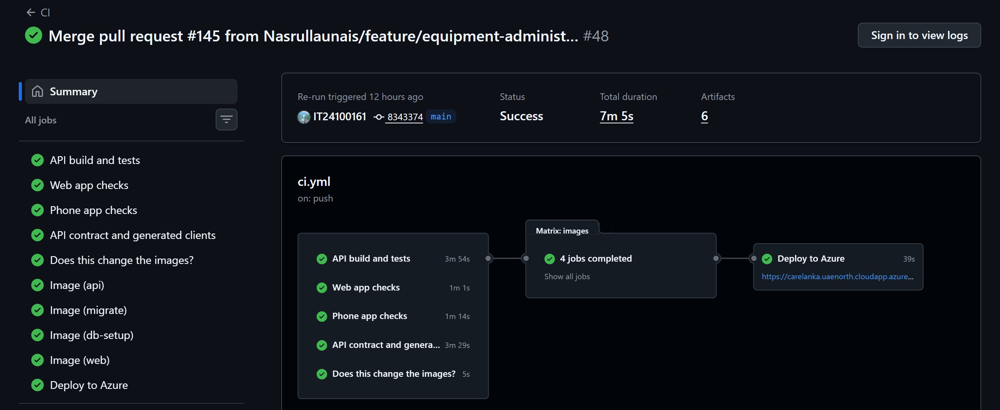 CI
Merge pull request #145 from Nasrullaunais/feature/equipment-administ... #48
Sign in to view logs
Summary
All jobs
API build and tests
Web app checks
Phone app checks
API contract and generated clients
Does this change the images?
Image (api)
Image (migrate)
Image (db-setup)
Image (web)
Deploy to Azure
Re-run triggered 12 hours ago
IT24100161 8343374 main
Status
Success
Total duration
7m 5s
Artifacts
6
ci.yml
on: push
API build and tests 3m 54s
Web app checks 1m 1s
Phone app checks 1m 14s
API contract and genera... 3m 29s
Does this change the images? 5s
Matrix: images
4 jobs completed
Show all jobs
Deploy to Azure 39s
https://carelanka.uaenorth.cloudapp.azure...